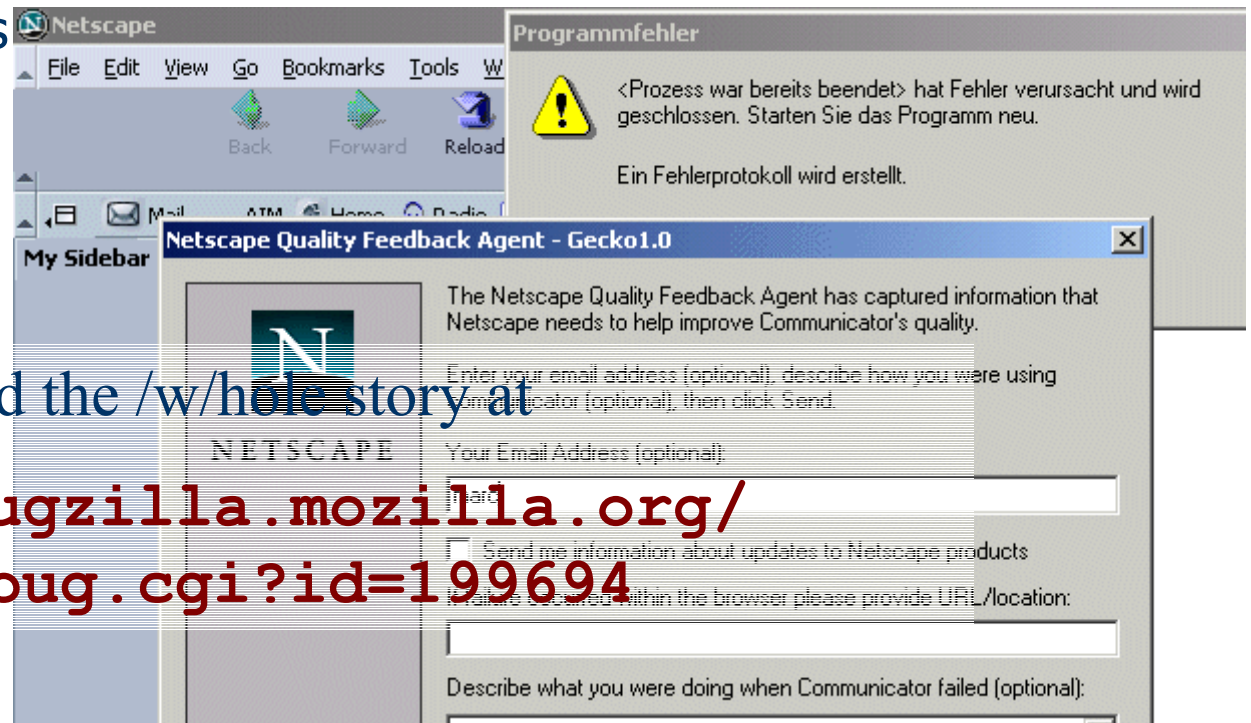 s
Netscape
File Edit View Go Bookmarks Tools W
Back Forward Reload
Mail AIM Home Radio
My Sidebar
Programmfehler
<Prozess war bereits beendet> hat Fehler verursacht und wird
geschlossen. Starten Sie das Programm neu.
Ein Fehlerprotokoll wird erstellt.
Netscape Quality Feedback Agent - Gecko1.0
N
NETSCAPE
The Netscape Quality Feedback Agent has captured information that
Netscape needs to help improve Communicator's quality.
Enter your email address (optional), describe how you were using
Communicator (optional), then click Send.
Your Email Address (optional):
marc
Send me information about updates to Netscape products
If failure occurred within the browser please provide URL/location:
Describe what you were doing when Communicator failed (optional):
d the /w/hole story at
ugzilla.mozilla.org/
bug.cgi?id=199694